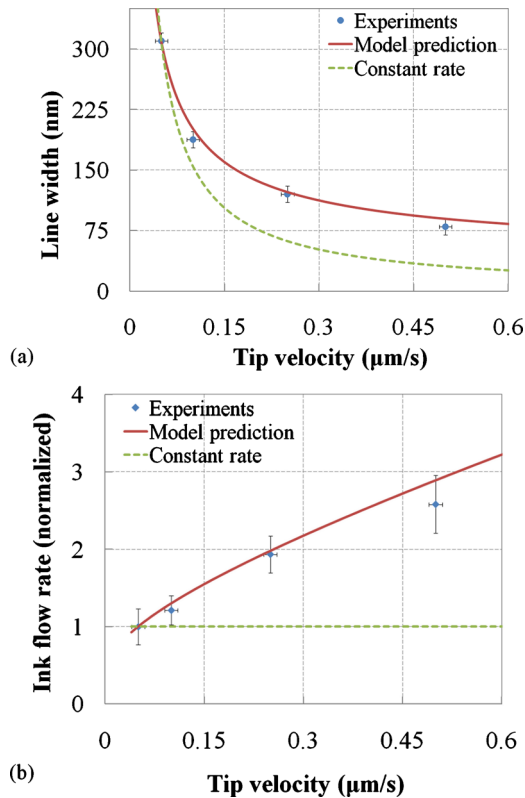 300
225
150
75
0
Line width (nm)
Experiments
Model prediction
Constant rate
0 0.15 0.3 0.45 0.6
Tip velocity (μm/s)
(a)
4
3
2
1
0
Ink flow rate (normalized)
Experiments
Model prediction
Constant rate
0.15 0.3 0.45 0.6
Tip velocity (μm/s)
(b)